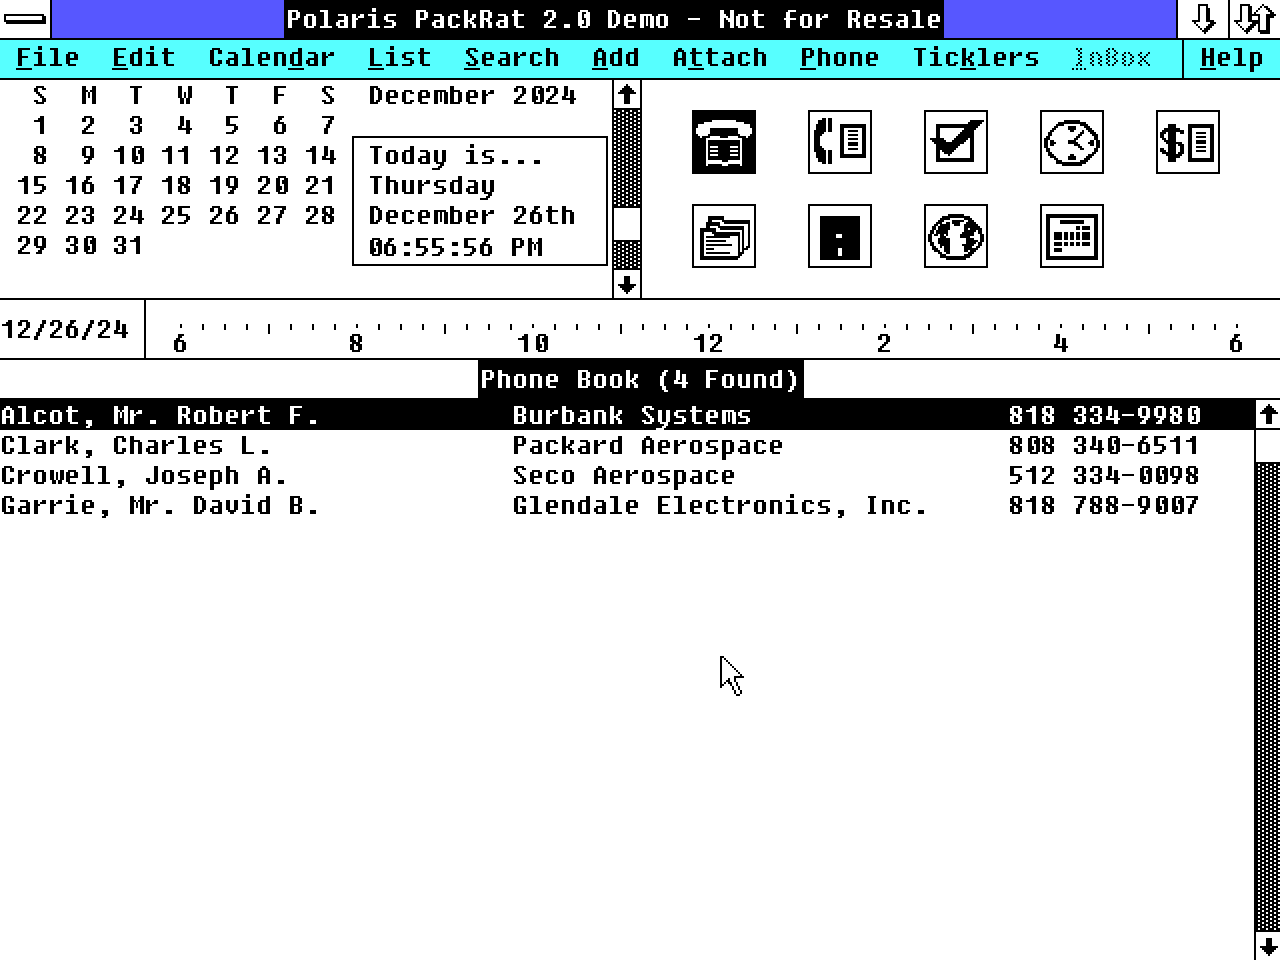 Polaris PackRat 2.0 Demo - Not for Resale
File Edit Calendar List Search Add Attach Phone Ticklers InBox Help
S M T W T F S December 2024
1 2 3 4 5 6 7
8 9 10 11 12 13 14
15 16 17 18 19 20 21
22 23 24 25 26 27 28
29 30 31
Today is...
Thursday
December 26th
06:55:56 PM
$
12/26/24
6 8 10 12 2 4 6
Phone Book (4 Found)
Alcot, Mr. Robert F. Burbank Systems 818 334-9980
Clark, Charles L. Packard Aerospace 808 340-6511
Crowell, Joseph A. Seco Aerospace 512 334-0098
Garrie, Mr. David B. Glendale Electronics, Inc. 818 788-9007